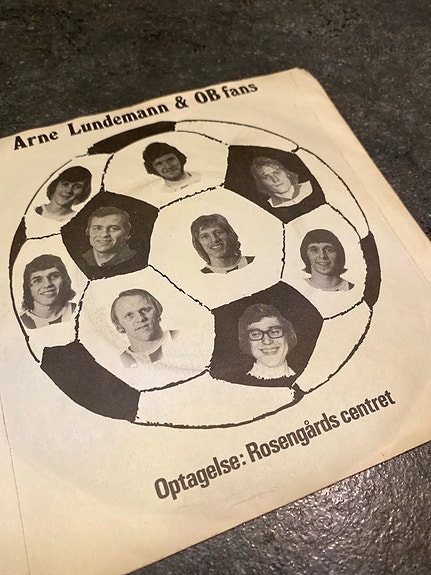 Arne Lundemann & OB fans
Optagelse: Rosengårds centret